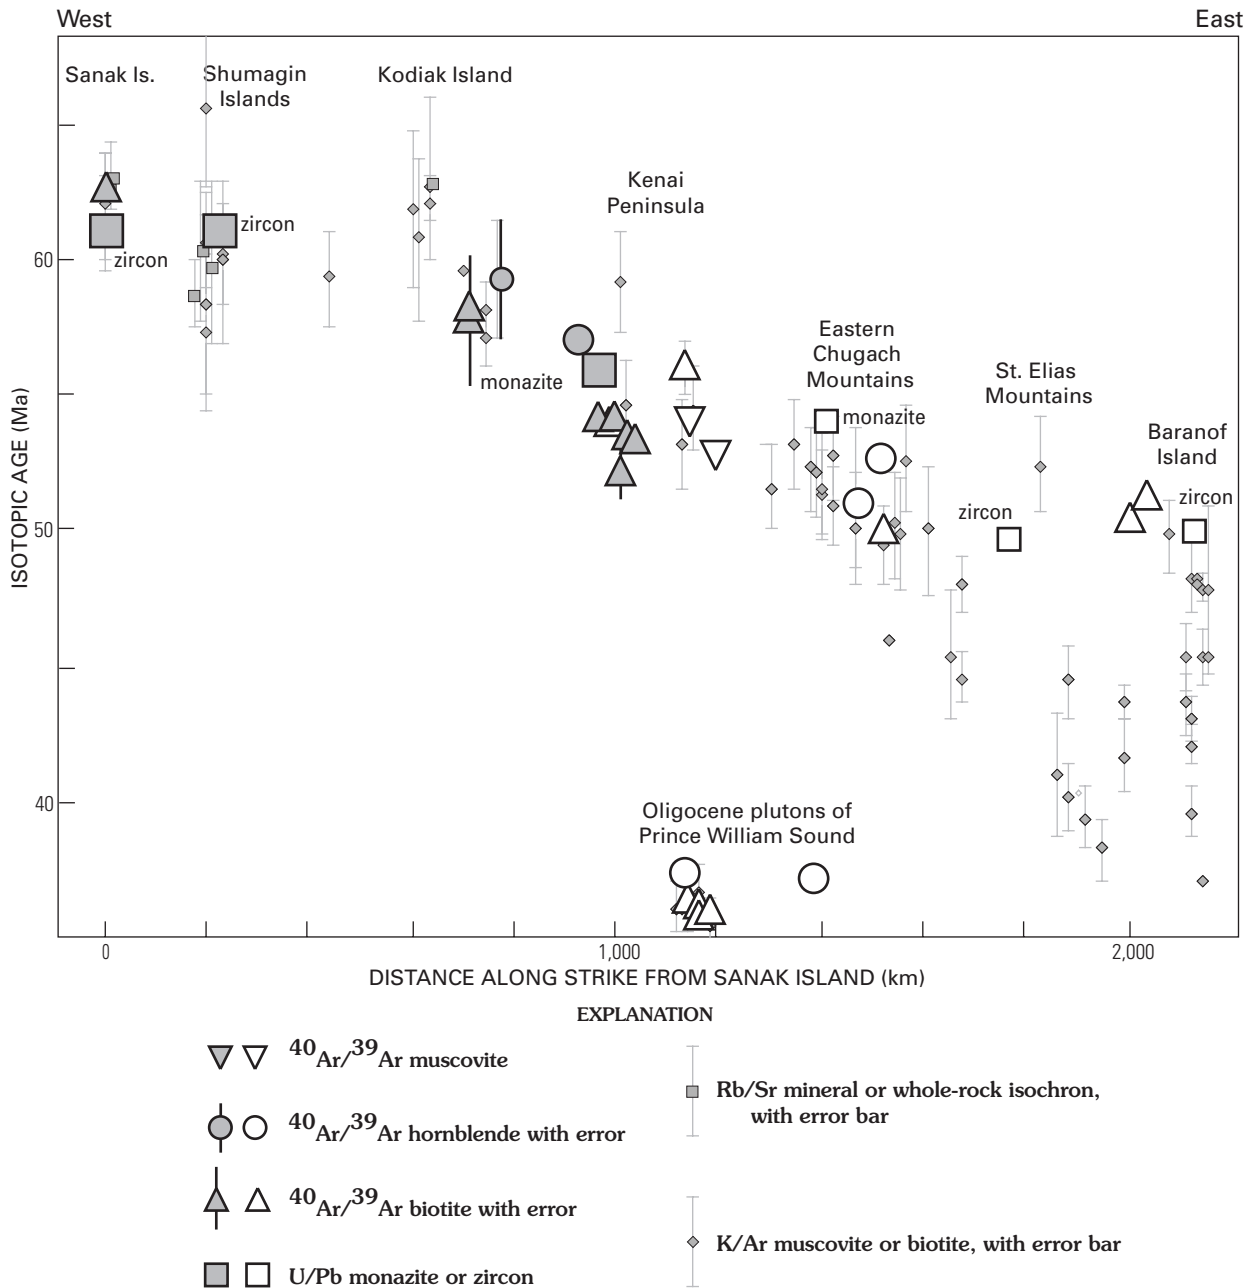 West
East
Sanak Is.
Shumagin
Islands
Kodiak Island
Kenai
Peninsula
zircon
zircon
60
Eastern
Chugach
Mountains
St. Elias
Mountains
monazite
monazite
Baranof
Island
zircon
zircon
50
ISOTOPIC AGE (Ma)
40
Oligocene plutons of
Prince William Sound
0
1,000
2,000
DISTANCE ALONG STRIKE FROM SANAK ISLAND (km)
EXPLANATION
40Ar/39Ar muscovite
40Ar/39Ar hornblende with error
40Ar/39Ar biotite with error
U/Pb monazite or zircon
Rb/Sr mineral or whole-rock isochron,
with error bar
K/Ar muscovite or biotite, with error bar